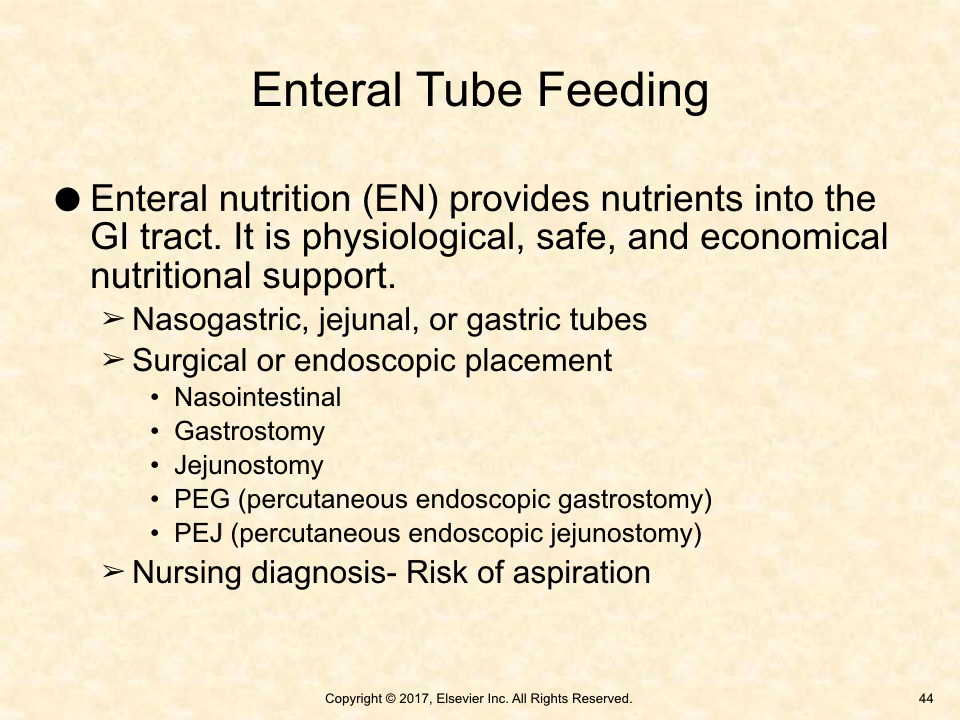 Enteral Tube Feeding
● Enteral nutrition (EN) provides nutrients into the
GI tract. It is physiological, safe, and economical
nutritional support.
➢ Nasogastric, jejunal, or gastric tubes
➢ Surgical or endoscopic placement
• Nasointestinal
• Gastrostomy
• Jejunostomy
• PEG (percutaneous endoscopic gastrostomy)
• PEJ (percutaneous endoscopic jejunostomy)
➢ Nursing diagnosis- Risk of aspiration
Copyright © 2017, Elsevier Inc. All Rights Reserved.
44